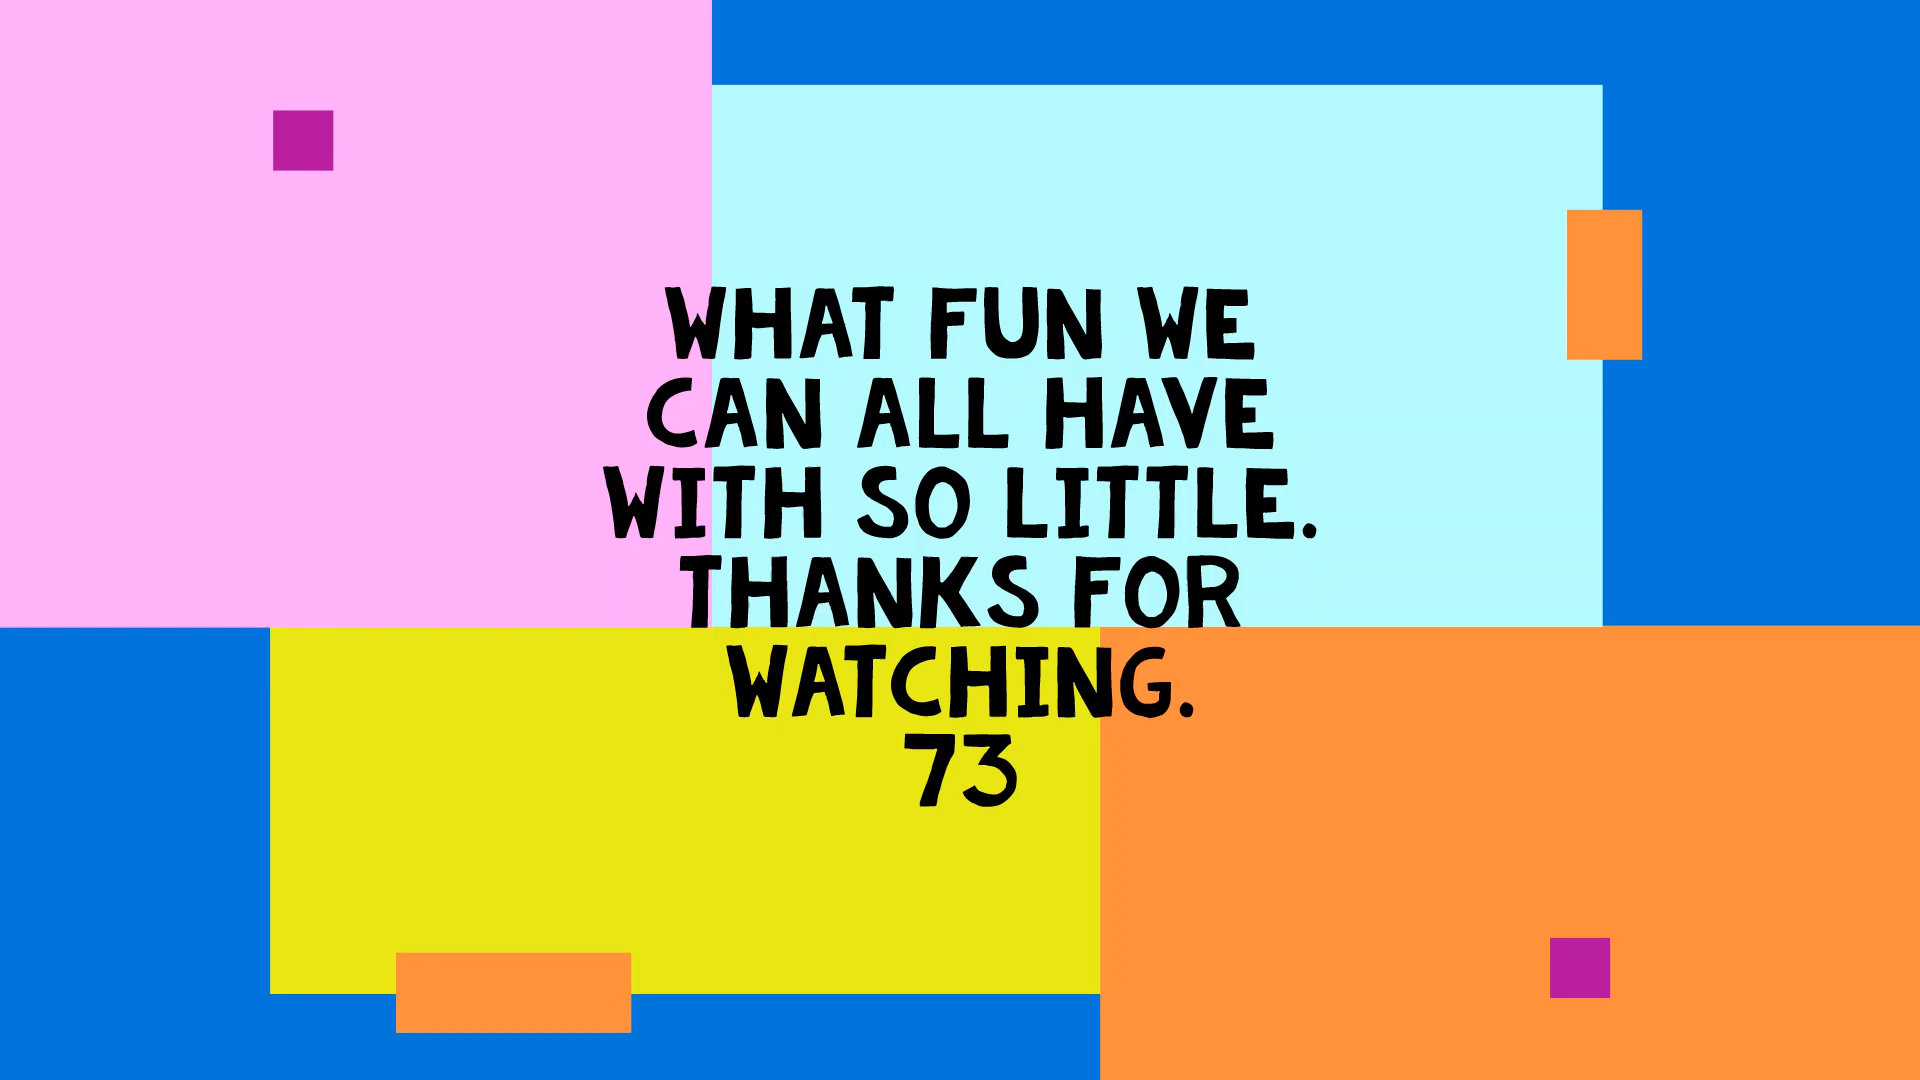 WHAT FUN WE
CAN ALL HAVE
WITH SO LITTLE.
THANKS FOR
WATCHING.
73